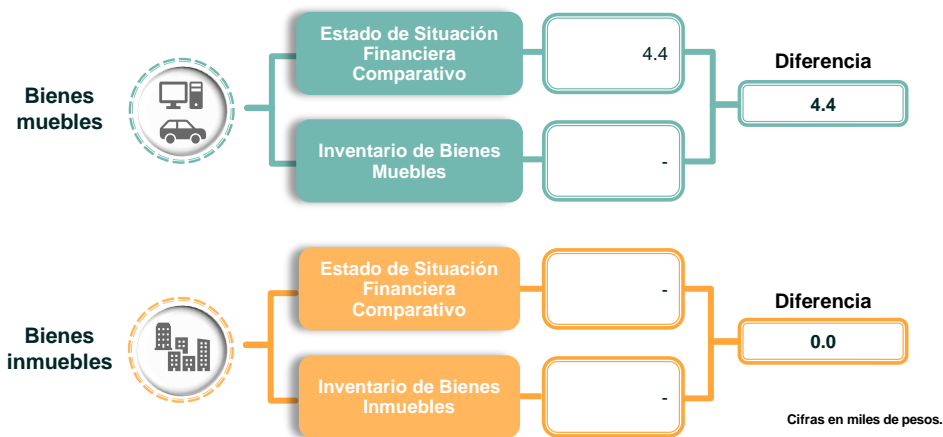 Bienes
muebles
Estado de Situación
Financiera
Comparativo
4.4
Inventario de Bienes
Muebles
-
Diferencia
4.4
Bienes
inmuebles
Estado de Situación
Financiera
Comparativo
-
Inventario de Bienes
Inmuebles
-
Diferencia
0.0
Cifras en miles de pesos.